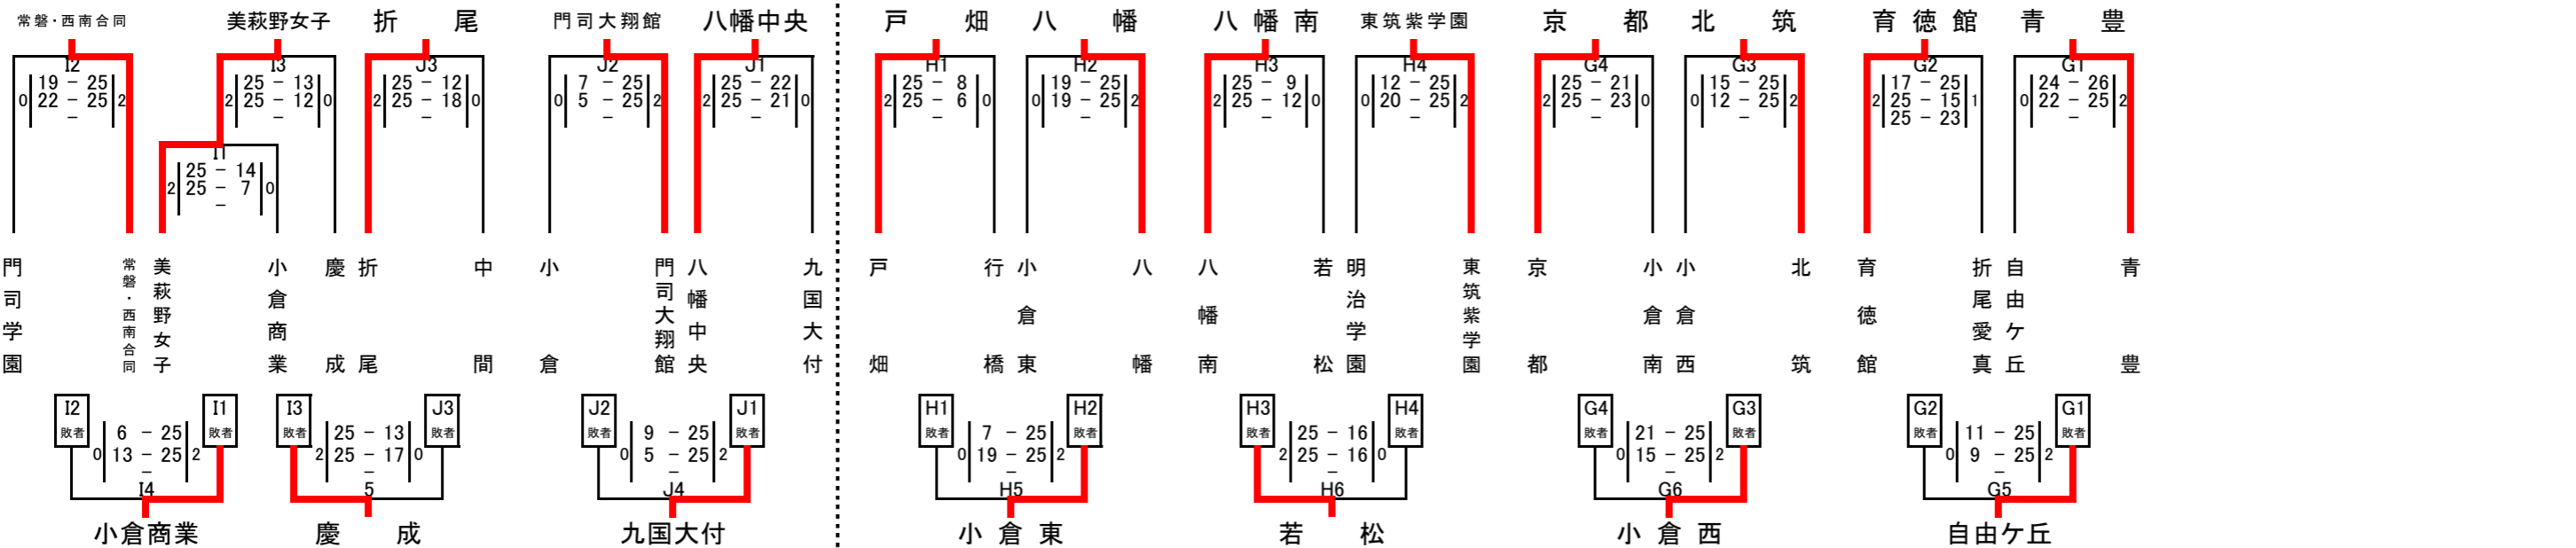 常磐・西南合同 美萩野女子 折尾 門司大翔館 八幡中央 戸畑 八幡 八幡南 東筑紫学園 京都 北筑 育徳館 青豊
I2 I3 J3 J2 J1 H1 H2 H3 H4 G4 G3 G2 G1
19 - 25 25 - 13 25 - 12 7 - 25 25 - 22 25 - 8 19 - 25 25 - 9 12 - 25 25 - 21 15 - 25 17 - 25 24 - 26
0 22 - 25 2 2 25 - 12 0 2 25 - 18 0 0 5 - 25 2 2 25 - 21 0 2 25 - 6 0 0 19 - 25 2 2 25 - 12 0 0 20 - 25 2 2 25 - 23 0 0 12 - 25 2 2 25 - 15 1 0 22 - 25 2
- - - - - - - - - - - 25 - 23 -
I1
25 - 14
2 25 - 7 0
-
門司学園 常磐・西南合同 美萩野女子 小倉商業 慶成 折尾 中間 小倉 門司大翔館 八幡中央 九国大付 戸畑 行橋 小倉東 八幡 八幡南 若松 明治学園 東筑紫学園 京都 小倉南 小倉西 北筑 育徳館 折尾愛真 自由ケ丘 青豊
I2 I1 I3 J3 J2 J1 H1 H2 H3 H4 G4 G3 G2 G1
敗者 敗者 敗者 敗者 敗者 敗者 敗者 敗者 敗者 敗者 敗者 敗者 敗者 敗者
6 - 25 25 - 13 9 - 25 7 - 25 25 - 16 21 - 25 11 - 25
0 13 - 25 2 2 25 - 17 0 0 5 - 25 2 0 19 - 25 2 2 25 - 16 0 0 15 - 25 2 0 9 - 25 2
- - - - - - -
I4 5 J4 H5 H6 G6 G5
小倉商業 慶成 九国大付 小倉東 若松 小倉西 自由ケ丘